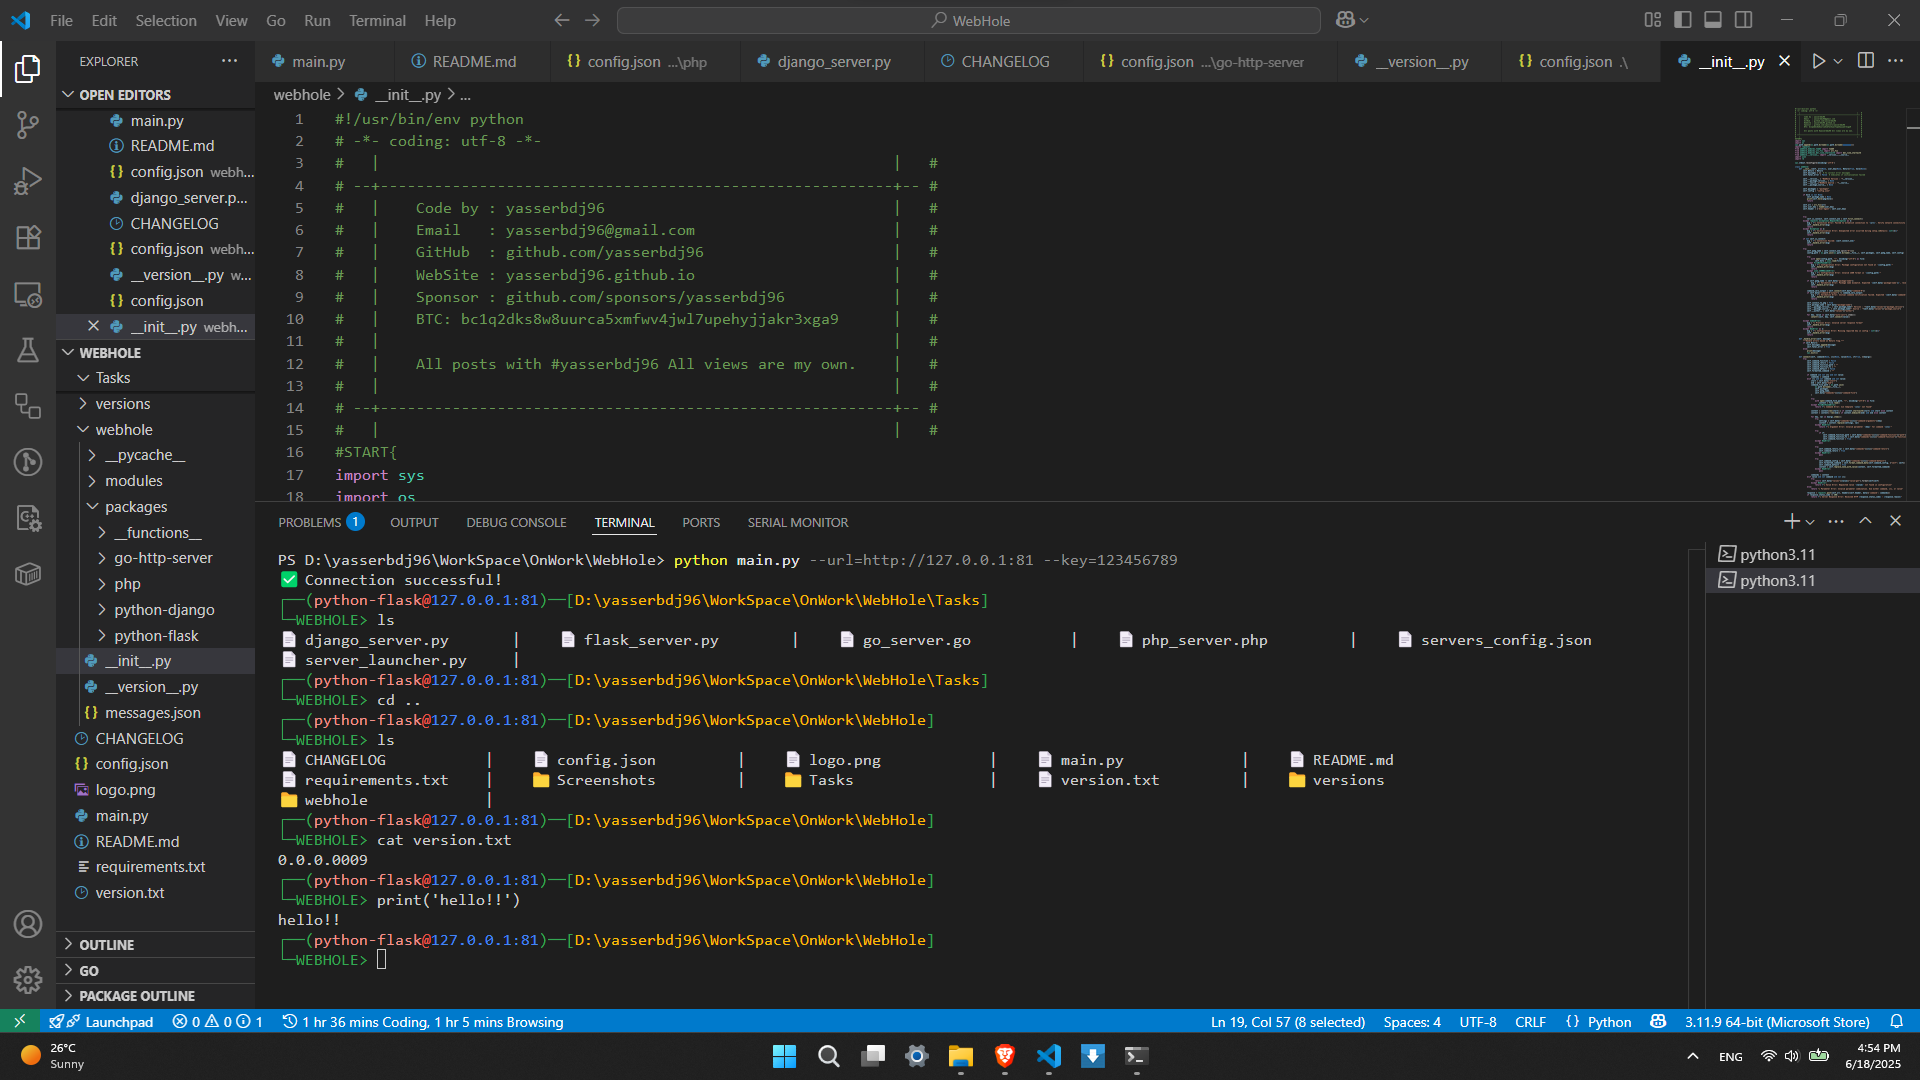 File Edit Selection View Go Run Terminal Help
WebHole
EXPLORER
main.py README.md config.json ...\php django_server.py CHANGELOG config.json ...\go-http-server __version__.py config.json .\ __init__.py
OPEN EDITORS
main.py
README.md
config.json webh...
django_server.p...
CHANGELOG
config.json webh...
__version__.py w...
config.json
__init__.py webh...
WEBHOLE
Tasks
versions
webhole
__pycache__
modules
packages
__functions__
go-http-server
php
python-django
python-flask
__init__.py
__version__.py
messages.json
CHANGELOG
config.json
logo.png
main.py
README.md
requirements.txt
version.txt
OUTLINE
GO
PACKAGE OUTLINE
webhole > __init__.py > ...
1 #!/usr/bin/env python
2 # -*- coding: utf-8 -*-
3 # | | #
4 # --+---------------------------------------------------------+-- #
5 # | Code by : yasserbdj96 | #
6 # | Email : yasserbdj96@gmail.com | #
7 # | GitHub : github.com/yasserbdj96 | #
8 # | WebSite : yasserbdj96.github.io | #
9 # | Sponsor : github.com/sponsors/yasserbdj96 | #
10 # | BTC: bc1q2dks8w8uurca5xmfwv4jwl7upehyjjakr3xga9 | #
11 # | | #
12 # | All posts with #yasserbdj96 All views are my own. | #
13 # | | #
14 # --+---------------------------------------------------------+-- #
15 # | | #
16 #START{
17 import sys
18 import os
PROBLEMS 1 OUTPUT DEBUG CONSOLE TERMINAL PORTS SERIAL MONITOR
PS D:\yasserbdj96\WorkSpace\OnWork\WebHole> python main.py --url=http://127.0.0.1:81 --key=123456789
✅ Connection successful!
┌──(python-flask@127.0.0.1:81)──[D:\yasserbdj96\WorkSpace\OnWork\WebHole\Tasks]
└─WEBHOLE> ls
django_server.py | flask_server.py | go_server.go | php_server.php | servers_config.json
server_launcher.py |
┌──(python-flask@127.0.0.1:81)──[D:\yasserbdj96\WorkSpace\OnWork\WebHole\Tasks]
└─WEBHOLE> cd ..
┌──(python-flask@127.0.0.1:81)──[D:\yasserbdj96\WorkSpace\OnWork\WebHole]
└─WEBHOLE> ls
CHANGELOG | config.json | logo.png | main.py | README.md
requirements.txt | Screenshots | Tasks | version.txt | versions
webhole |
┌──(python-flask@127.0.0.1:81)──[D:\yasserbdj96\WorkSpace\OnWork\WebHole]
└─WEBHOLE> cat version.txt
0.0.0.0009
┌──(python-flask@127.0.0.1:81)──[D:\yasserbdj96\WorkSpace\OnWork\WebHole]
└─WEBHOLE> print('hello!!')
hello!!
┌──(python-flask@127.0.0.1:81)──[D:\yasserbdj96\WorkSpace\OnWork\WebHole]
└─WEBHOLE>
python3.11
python3.11
Launchpad 0 0 1 1 hr 36 mins Coding, 1 hr 5 mins Browsing Ln 19, Col 57 (8 selected) Spaces: 4 UTF-8 CRLF {} Python 3.11.9 64-bit (Microsoft Store)
26°C
Sunny
ENG
4:54 PM
6/18/2025